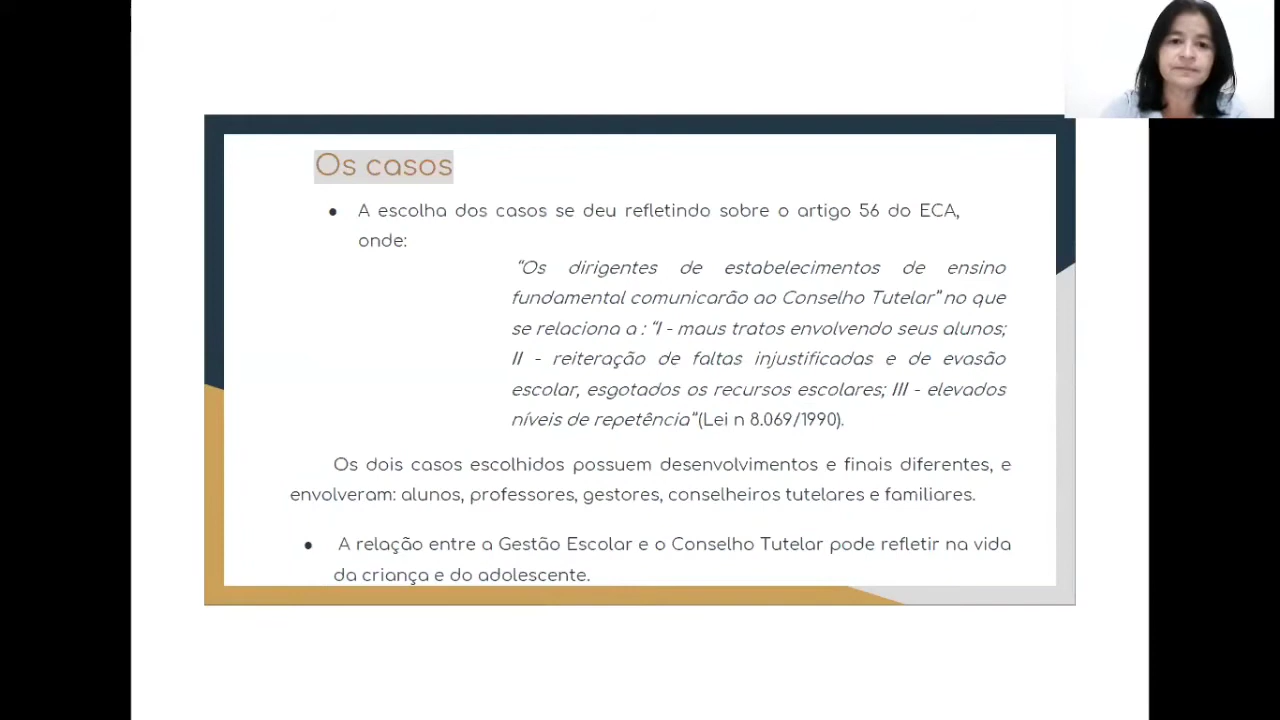 Os casos
● A escolha dos casos se deu refletindo sobre o artigo 56 do ECA,
onde:
“Os dirigentes de estabelecimentos de ensino
fundamental comunicarão ao Conselho Tutelar” no que
se relaciona a : “I - maus tratos envolvendo seus alunos;
II - reiteração de faltas injustificadas e de evasão
escolar, esgotados os recursos escolares; III - elevados
níveis de repetência”(Lei n 8.069/1990).
Os dois casos escolhidos possuem desenvolvimentos e finais diferentes, e
envolveram: alunos, professores, gestores, conselheiros tutelares e familiares.
● A relação entre a Gestão Escolar e o Conselho Tutelar pode refletir na vida
da criança e do adolescente.